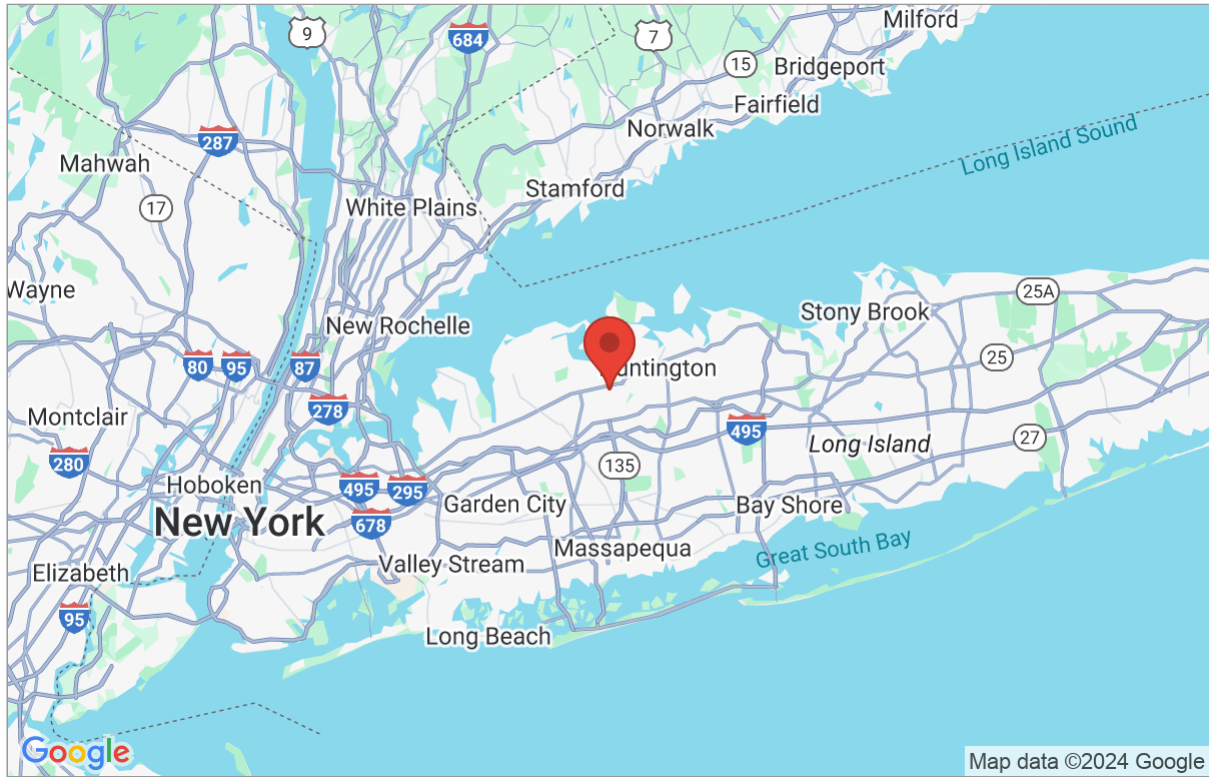 Milford
9
684
7
15
Bridgeport
Fairfield
Norwalk
287
Mahwah
Long Island Sound
Stamford
17
White Plains
Wayne
25A
Stony Brook
New Rochelle
80
95
87
25
untington
278
Montclair
495
27
Long Island
280
135
Hoboken
495
295
Garden City
Bay Shore
New York
678
Massapequa
Great South Bay
Valley Stream
Elizabeth
95
Long Beach
Google
Map data ©2024 Google